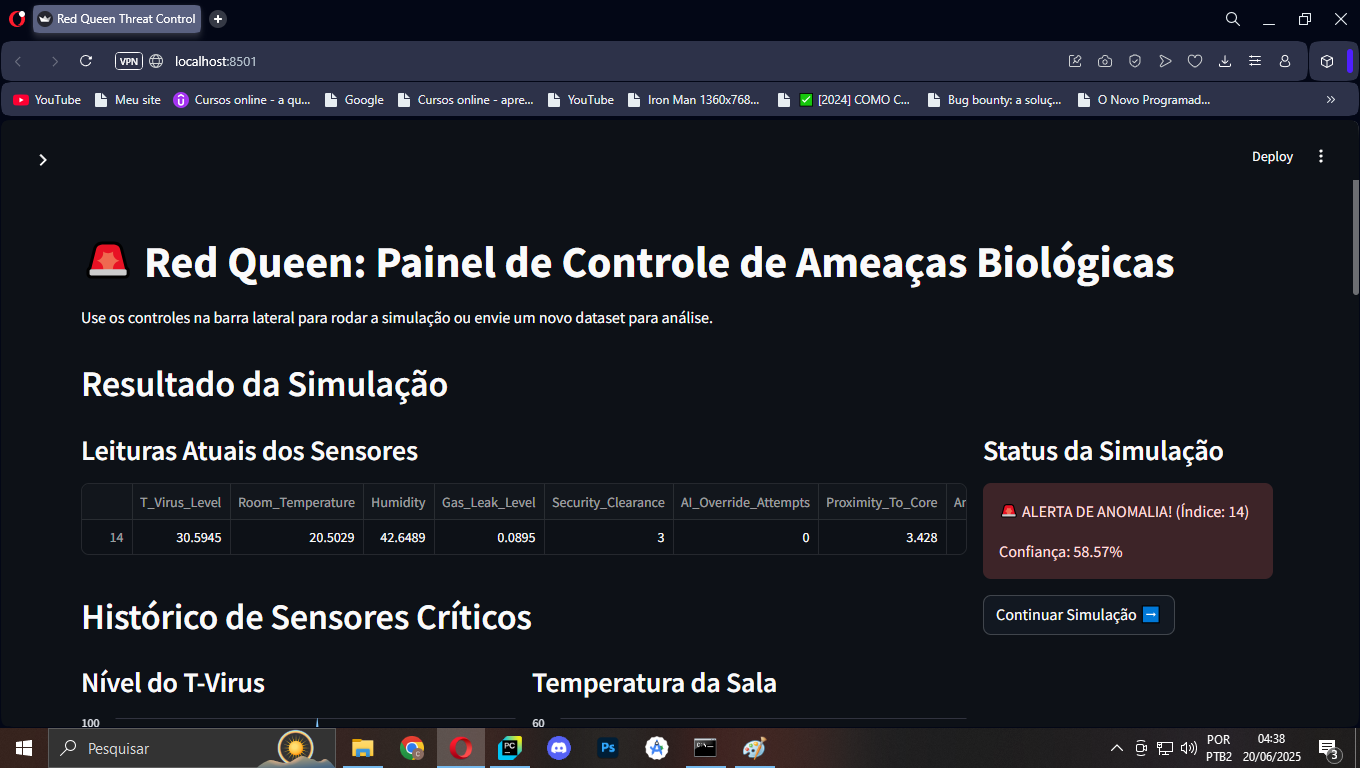 Red Queen Threat Control
VPN
localhost:8501
YouTube
Meu site
Cursos online - a qu...
Google
Cursos online - apre...
YouTube
Iron Man 1360x768...
[2024] COMO C...
Bug bounty: a soluç...
O Novo Programad...
Deploy
Red Queen: Painel de Controle de Ameaças Biológicas
Use os controles na barra lateral para rodar a simulação ou envie um novo dataset para análise.
Resultado da Simulação
Leituras Atuais dos Sensores
T_Virus_Level Room_Temperature Humidity Gas_Leak_Level Security_Clearance AI_Override_Attempts Proximity_To_Core An
14 30.5945 20.5029 42.6489 0.0895 3 0 3.428
Status da Simulação
ALERTA DE ANOMALIA! (Índice: 14)
Confiança: 58.57%
Continuar Simulação
Histórico de Sensores Críticos
Nível do T-Virus
100
Temperatura da Sala
60
Pesquisar
PC
Ps
POR
PTB2
04:38
20/06/2025
3